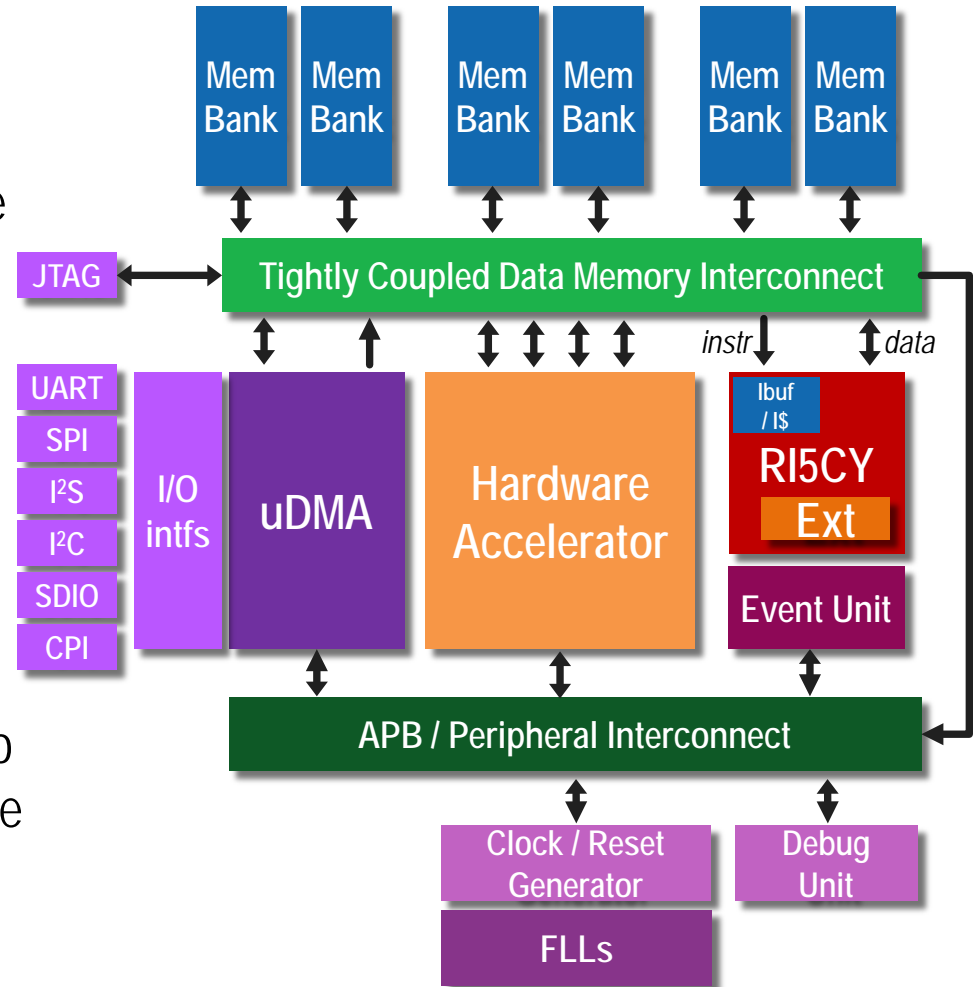 Mem
Bank
Mem
Bank
Mem
Bank
Mem
Bank
Mem
Bank
Mem
Bank
e
JTAG
Tightly Coupled Data Memory Interconnect
instr
data
UART
SPI
I²S
I²C
SDIO
CPI
I/O
intfs
uDMA
Hardware
Accelerator
Ibuf
/ I$
RI5CY
Ext
Event Unit
o
e
APB / Peripheral Interconnect
Clock / Reset
Generator
Debug
Unit
FLLs